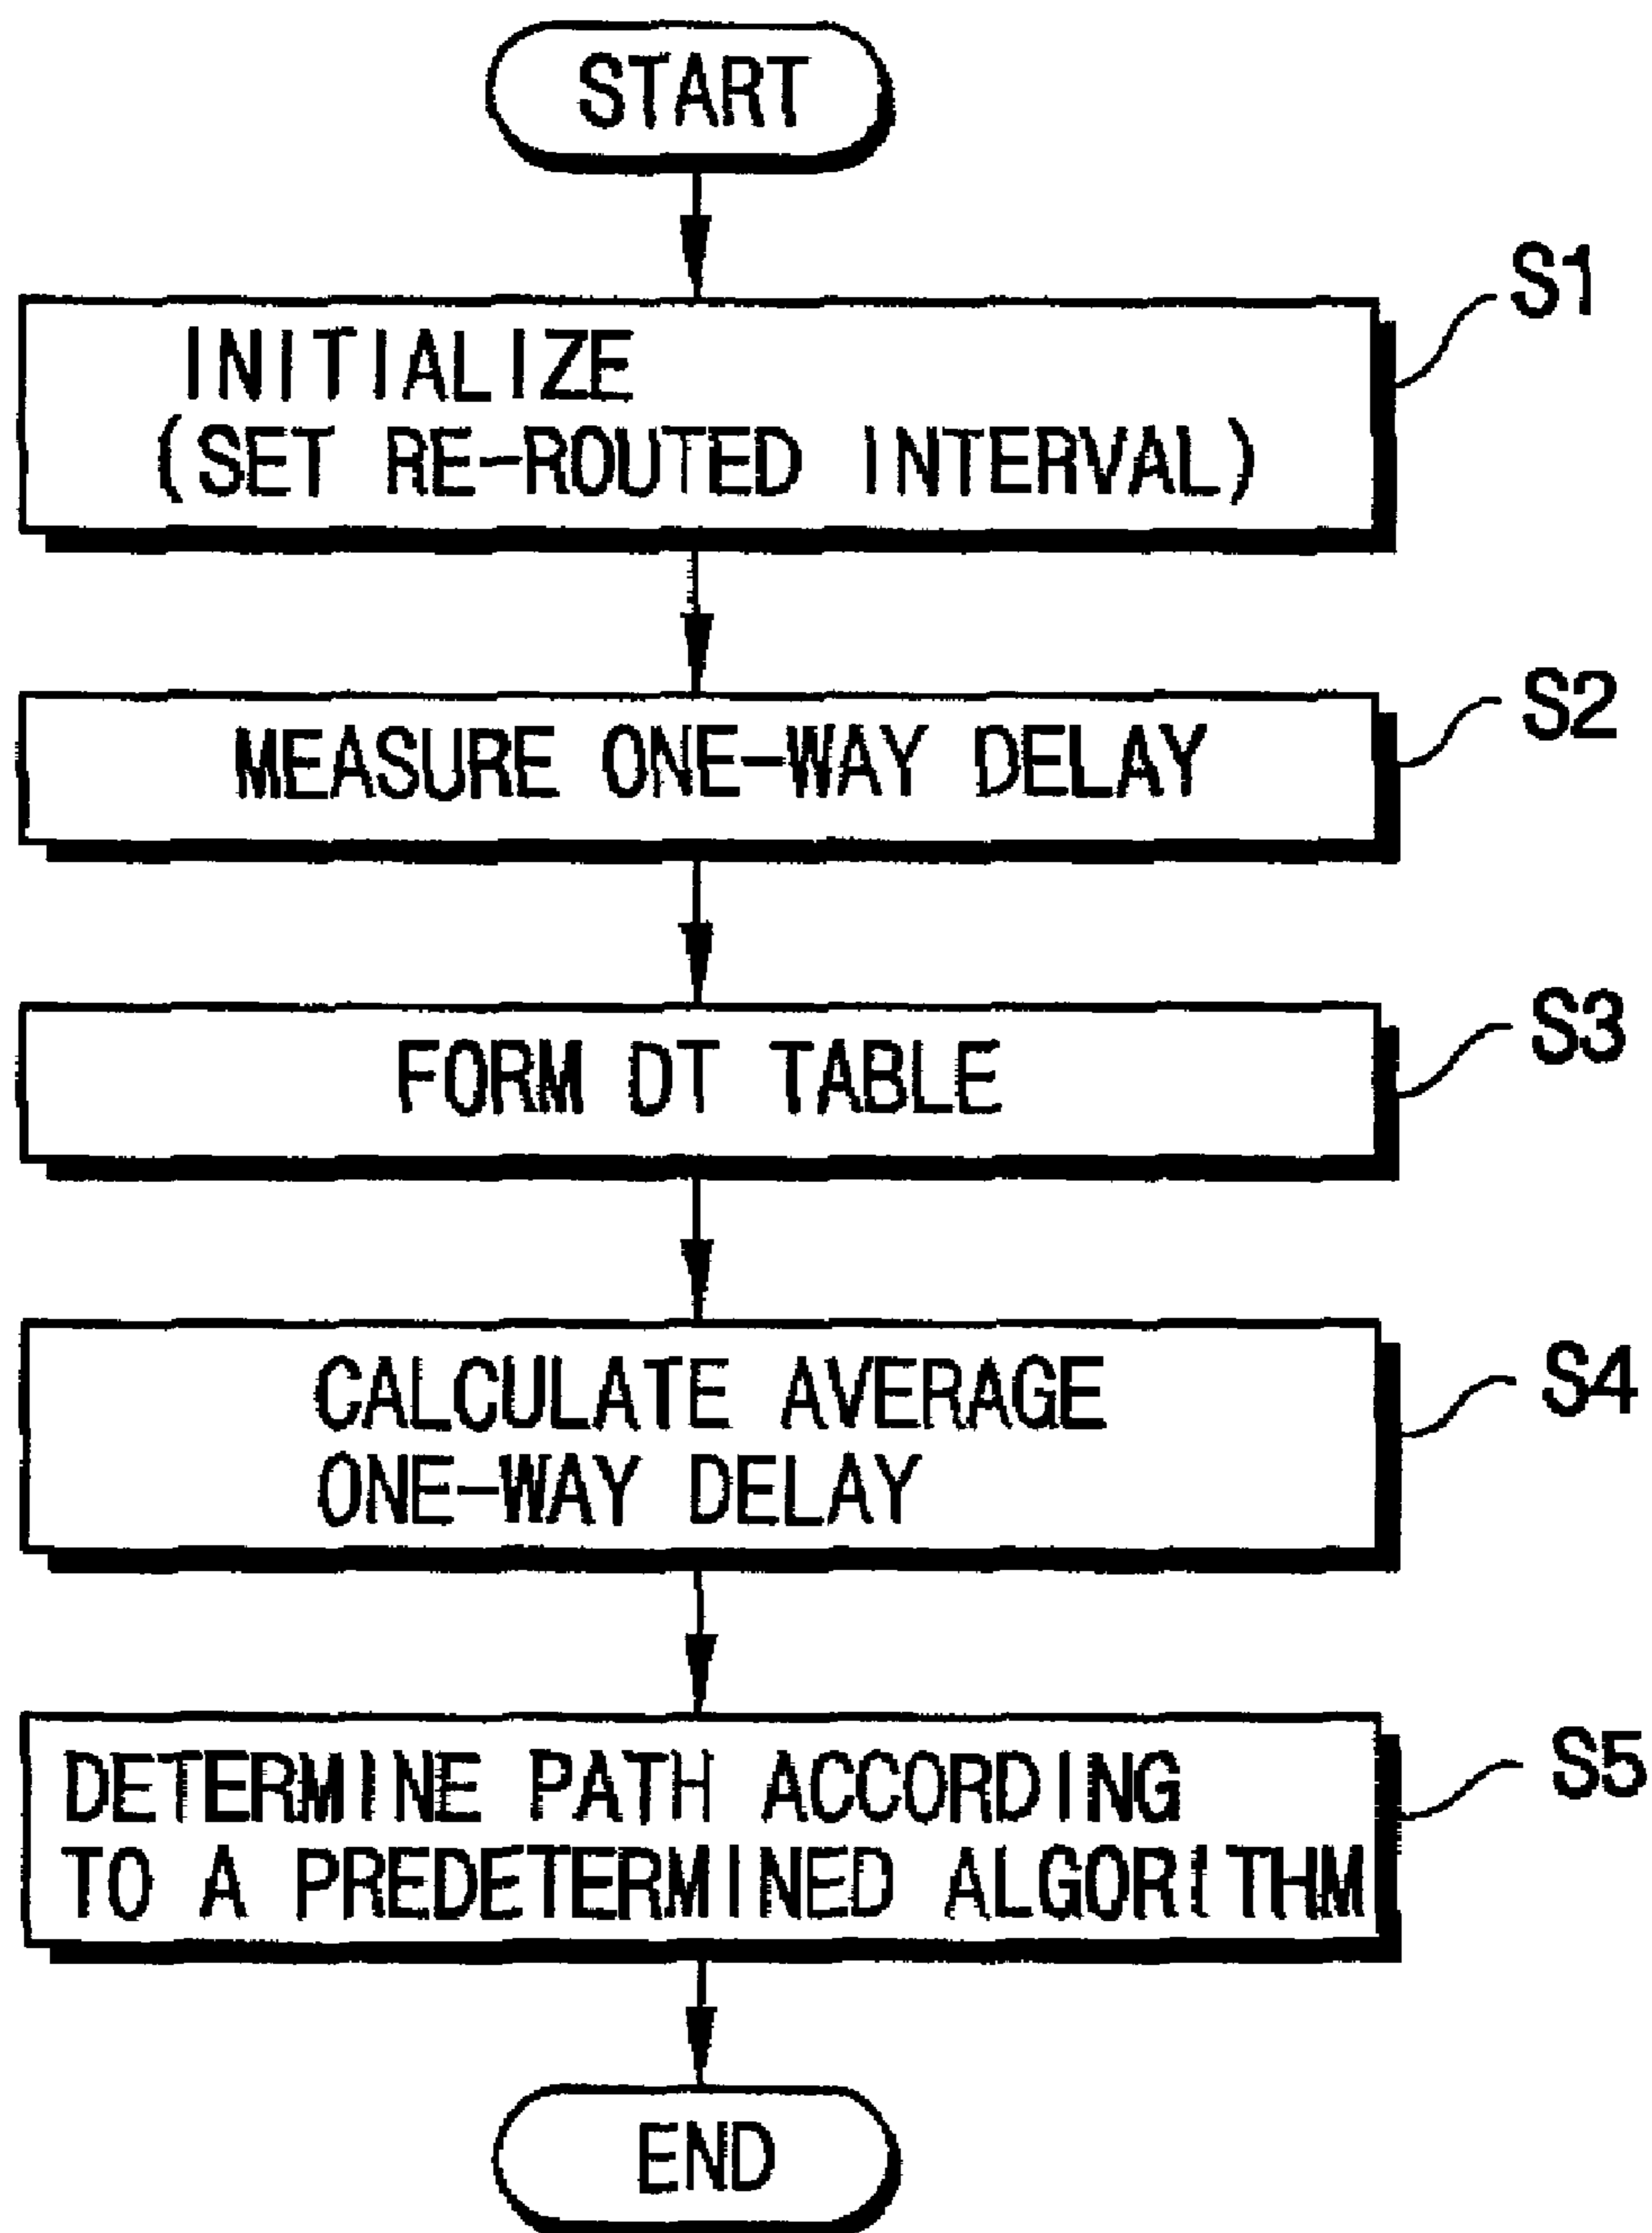 START
S1
INITIALIZE
(SET RE-ROUTED INTERVAL)
S2
MEASURE ONE-WAY DELAY
S3
FORM DT TABLE
S4
CALCULATE AVERAGE
ONE-WAY DELAY
S5
DETERMINE PATH ACCORDING
TO A PREDETERMINED ALGORITHM
END